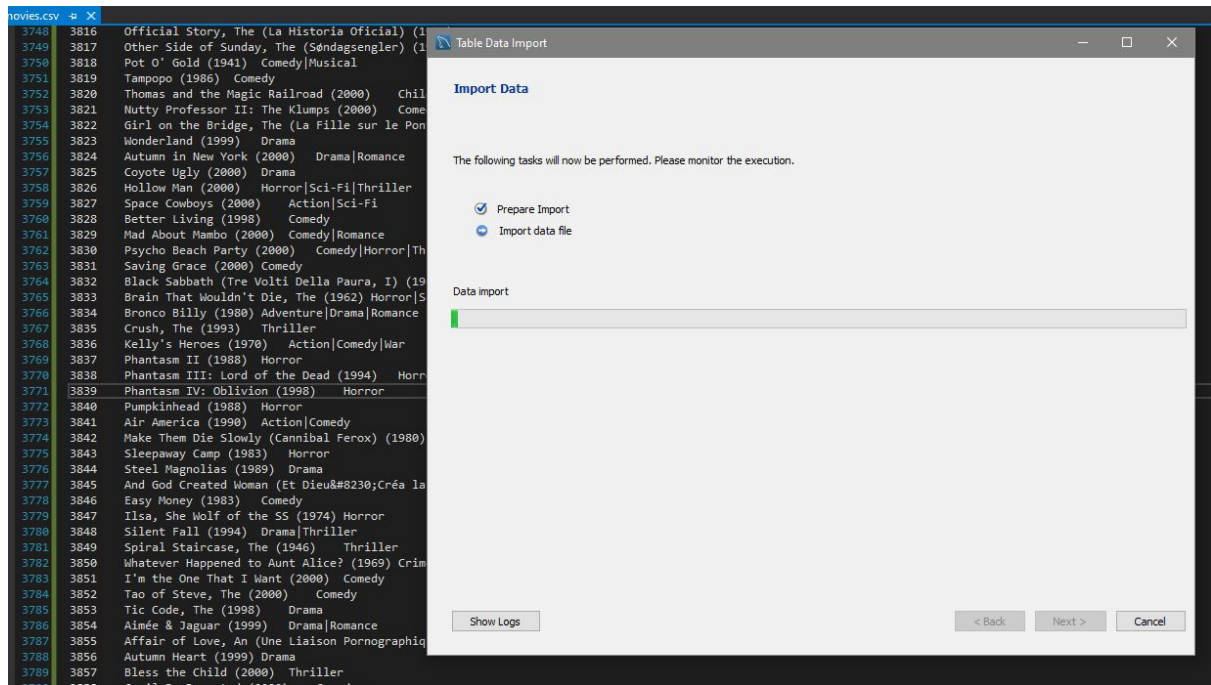 movies.csv
3748 3816 Official Story, The (La Historia Oficial) (1
3749 3817 Other Side of Sunday, The (Søndagsengler) (1
3750 3818 Pot O' Gold (1941) Comedy|Musical
3751 3819 Tampopo (1986) Comedy
3752 3820 Thomas and the Magic Railroad (2000) Chil
3753 3821 Nutty Professor II: The Klumps (2000) Come
3754 3822 Girl on the Bridge, The (La Fille sur le Pon
3755 3823 Wonderland (1999) Drama
3756 3824 Autumn in New York (2000) Drama|Romance
3757 3825 Coyote Ugly (2000) Drama
3758 3826 Hollow Man (2000) Horror|Sci-Fi|Thriller
3759 3827 Space Cowboys (2000) Action|Sci-Fi
3760 3828 Better Living (1998) Comedy
3761 3829 Mad About Mambo (2000) Comedy|Romance
3762 3830 Psycho Beach Party (2000) Comedy|Horror|Th
3763 3831 Saving Grace (2000) Comedy
3764 3832 Black Sabbath (Tre Volti Della Paura, I) (19
3765 3833 Brain That Wouldn't Die, The (1962) Horror|S
3766 3834 Bronco Billy (1980) Adventure|Drama|Romance
3767 3835 Crush, The (1993) Thriller
3768 3836 Kelly's Heroes (1970) Action|Comedy|War
3769 3837 Phantasm II (1988) Horror
3770 3838 Phantasm III: Lord of the Dead (1994) Horr
3771 3839 Phantasm IV: Oblivion (1998) Horror
3772 3840 Pumpkinhead (1988) Horror
3773 3841 Air America (1990) Action|Comedy
3774 3842 Make Them Die Slowly (Cannibal Ferox) (1980)
3775 3843 Sleepaway Camp (1983) Horror
3776 3844 Steel Magnolias (1989) Drama
3777 3845 And God Created Woman (Et Dieu&#8230;Créa la
3778 3846 Easy Money (1983) Comedy
3779 3847 Ilsa, She Wolf of the SS (1974) Horror
3780 3848 Silent Fall (1994) Drama|Thriller
3781 3849 Spiral Staircase, The (1946) Thriller
3782 3850 Whatever Happened to Aunt Alice? (1969) Crim
3783 3851 I'm the One That I Want (2000) Comedy
3784 3852 Tao of Steve, The (2000) Comedy
3785 3853 Tic Code, The (1998) Drama
3786 3854 Aimée & Jaguar (1999) Drama|Romance
3787 3855 Affair of Love, An (Une Liaison Pornographiq
3788 3856 Autumn Heart (1999) Drama
3789 3857 Bless the Child (2000) Thriller
Table Data Import
Import Data
The following tasks will now be performed. Please monitor the execution.
Prepare Import
Import data file
Data import
Show Logs
< Back Next > Cancel